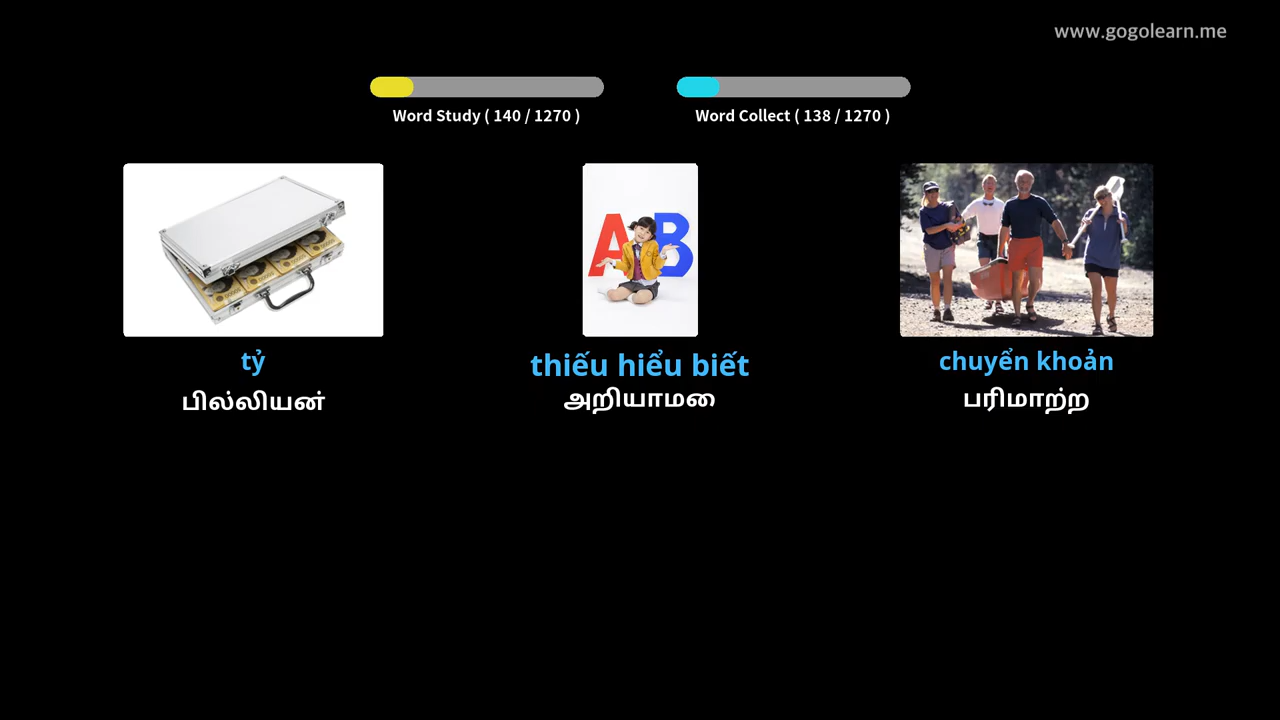 www.gogolearn.me
Word Study ( 140 / 1270 )
Word Collect ( 138 / 1270 )
A B
tỷ
thiếu hiểu biết
chuyển khoản
பில்லியன்
அறியாமை
பரிமாற்ற